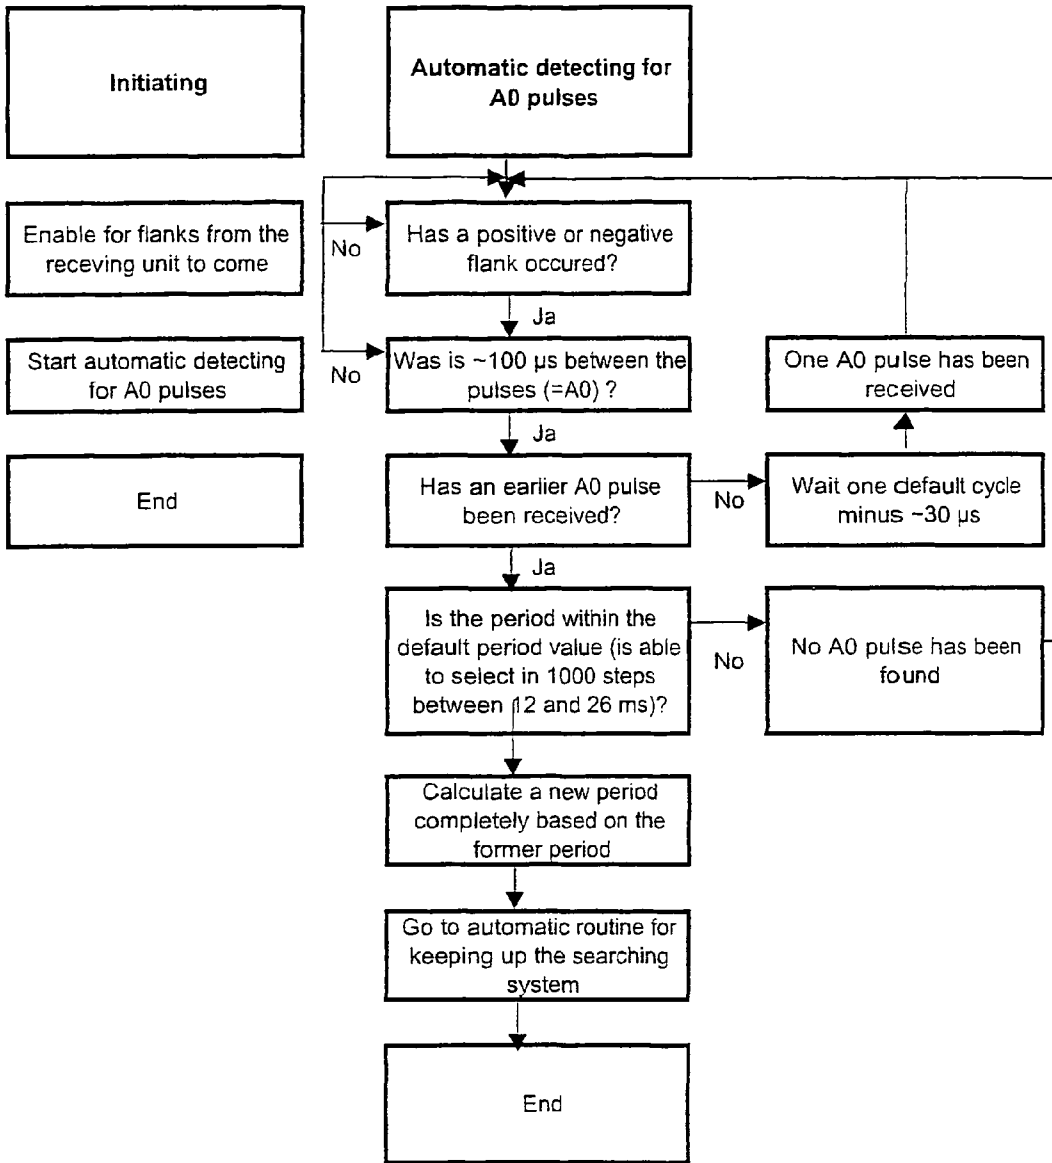 Initiating
Automatic detecting for
A0 pulses
Enable for flanks from the
receving unit to come
No
Has a positive or negative
flank occured?
Ja
Start automatic detecting
for A0 pulses
No
Was is ~100 µs between the
pulses (=A0) ?
One A0 pulse has been
received
Ja
End
Has an earlier A0 pulse
been received?
No
Wait one default cycle
minus ~30 µs
Ja
Is the period within the
default period value (is able
to select in 1000 steps
between 12 and 26 ms)?
No
No A0 pulse has been
found
Calculate a new period
completely based on the
former period
Go to automatic routine for
keeping up the searching
system
End